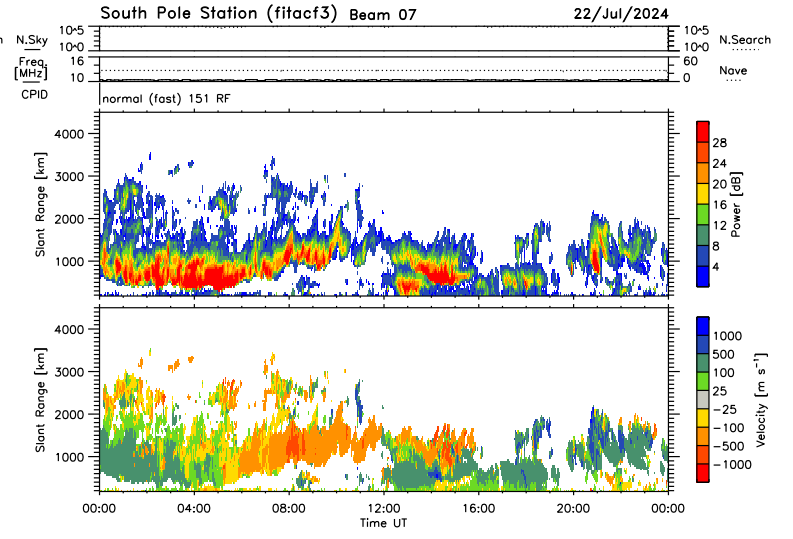 South Pole Station (fitacf3) Beam 07 22/Jul/2024
n N.Sky 10^5 10^5 N.Search
10^0 10^0
Freq. 16 60
[MHz] 10 0 Nave
CPID normal (fast) 151 RF
Slant Range [km]
4000
3000
2000
1000
28
24
20
16
12
8
4
Power [dB]
Slant Range [km]
4000
3000
2000
1000
1000
500
100
25
−25
−100
−500
−1000
Velocity [m s⁻¹]
00:00 04:00 08:00 12:00 16:00 20:00 00:00
Time UT